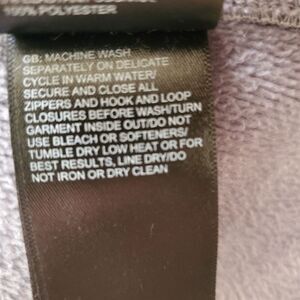 100% POLYESTER
GB: MACHINE WASH
SEPARATELY ON DELICATE
CYCLE IN WARM WATER/
SECURE AND CLOSE ALL
ZIPPERS AND HOOK AND LOOP
CLOSURES BEFORE WASH/TURN
GARMENT INSIDE OUT/DO NOT
USE BLEACH OR SOFTENERS/
TUMBLE DRY LOW HEAT OR FOR
BEST RESULTS, LINE DRY/DO
NOT IRON OR DRY CLEAN